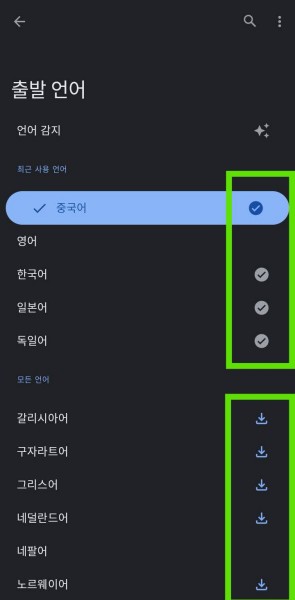 출발 언어
언어 감지
최근 사용 언어
중국어
영어
한국어
일본어
독일어
모든 언어
갈리시아어
구자라트어
그리스어
네덜란드어
네팔어
노르웨이어